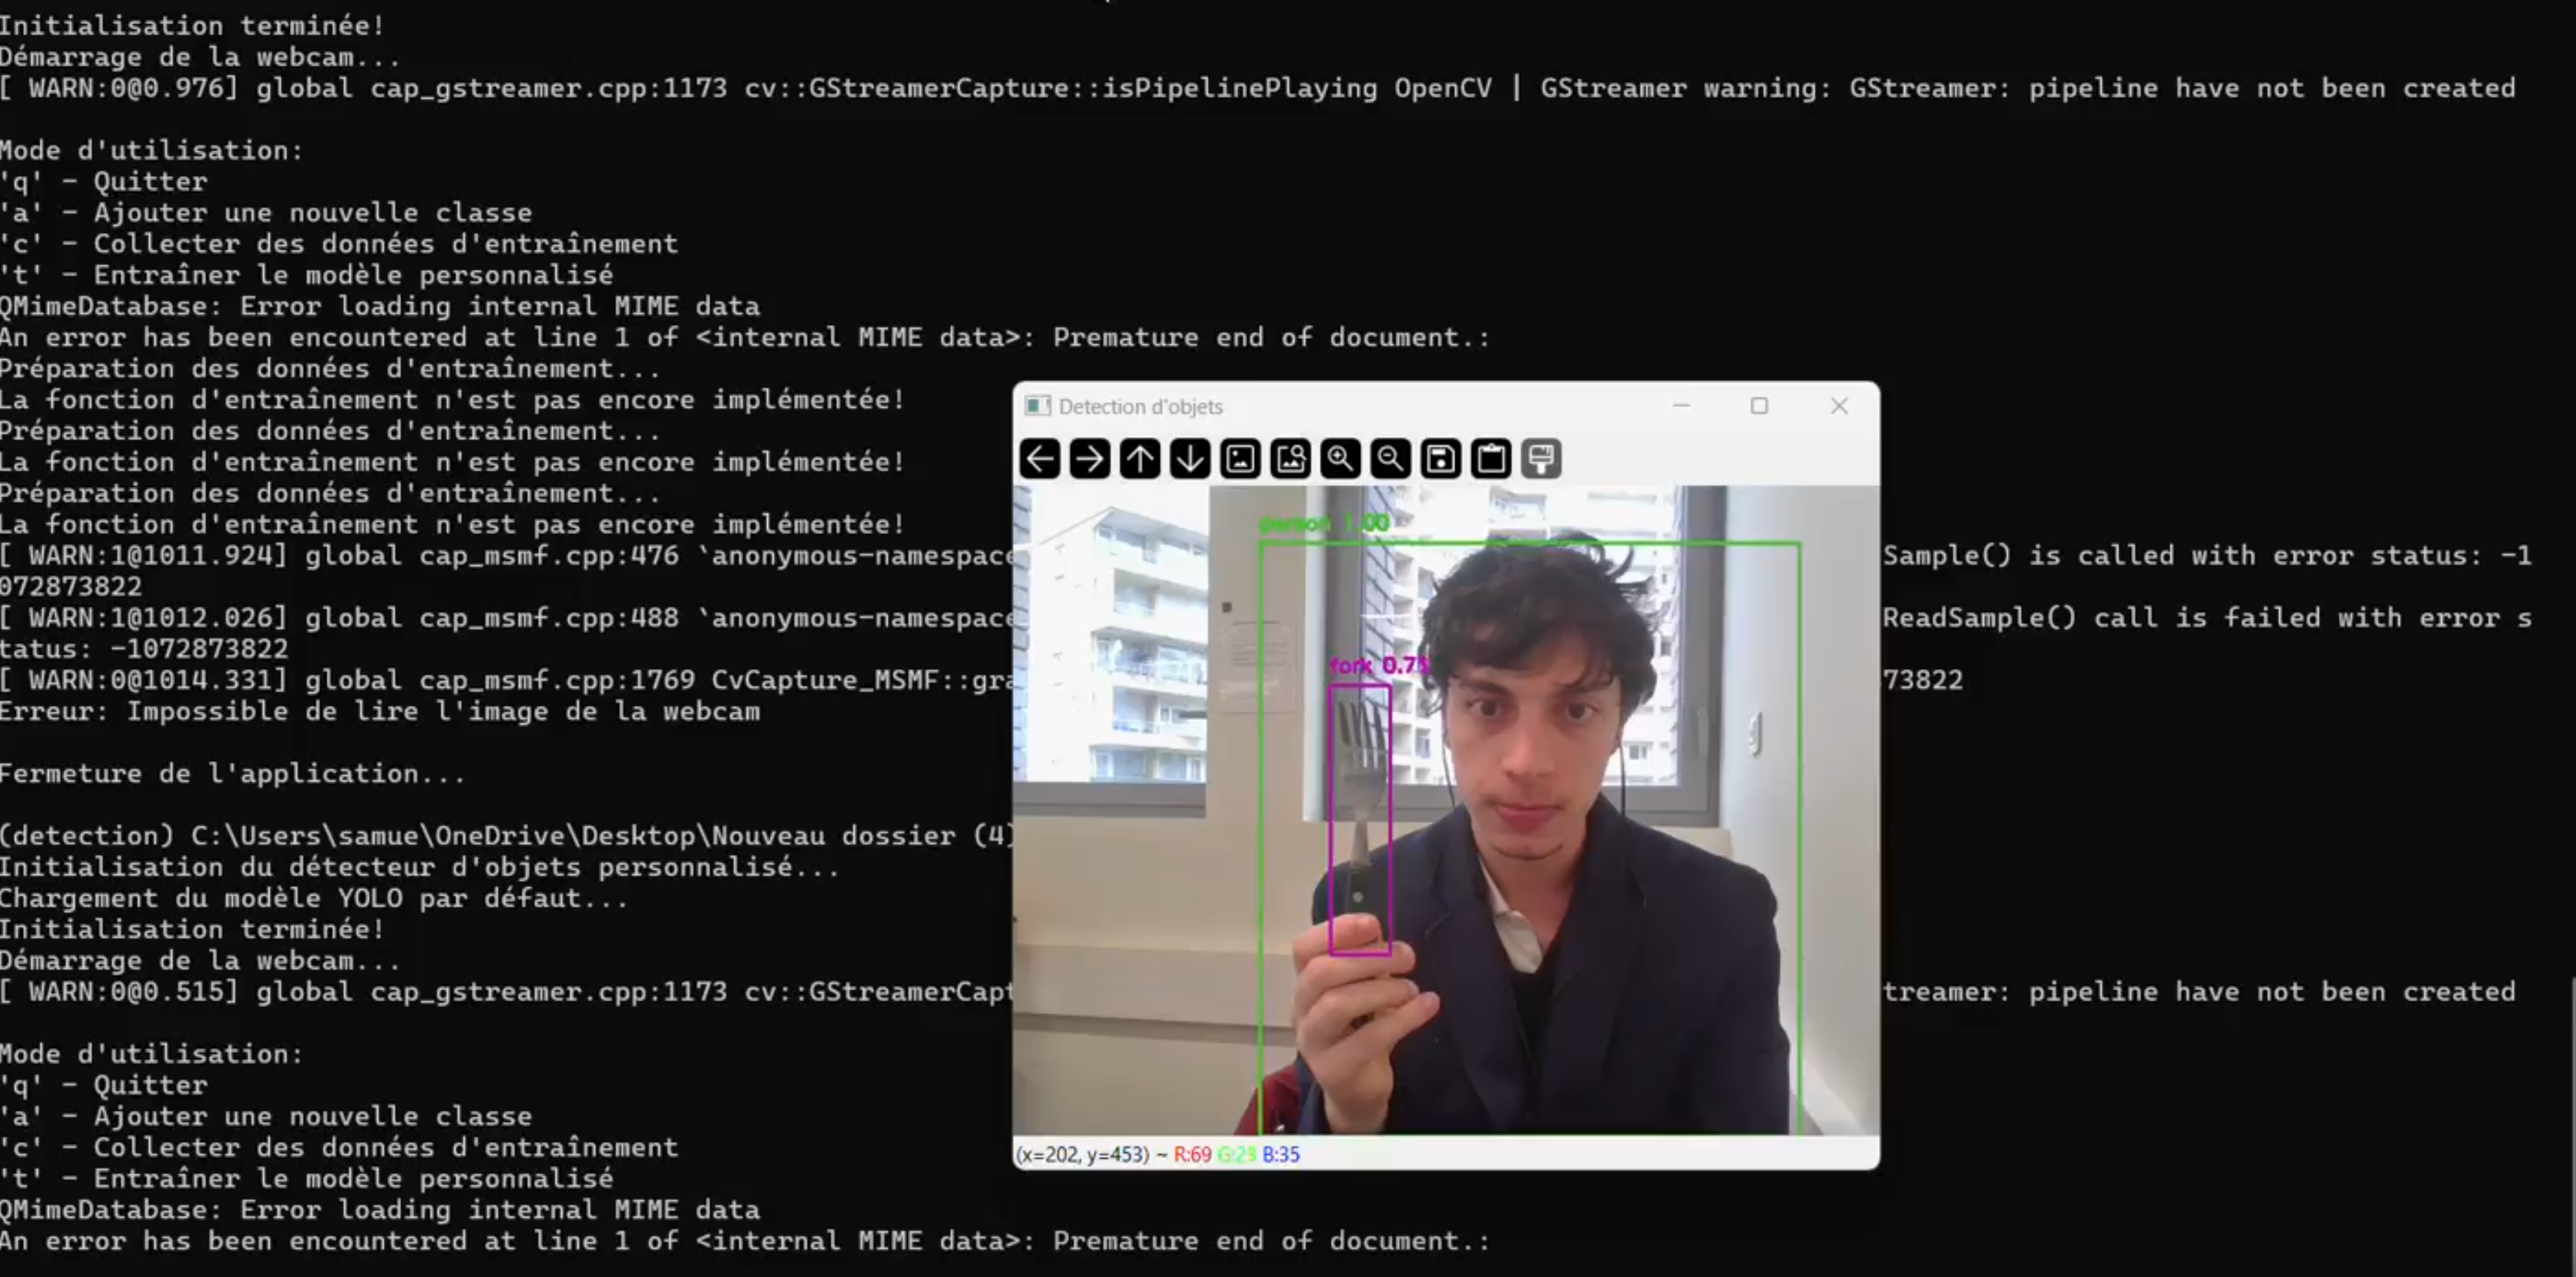 Initialisation terminée!
Démarrage de la webcam...
[ WARN:0@0.976] global cap_gstreamer.cpp:1173 cv::GStreamerCapture::isPipelinePlaying OpenCV | GStreamer warning: GStreamer: pipeline have not been created
Mode d'utilisation:
'q' - Quitter
'a' - Ajouter une nouvelle classe
'c' - Collecter des données d'entraînement
't' - Entraîner le modèle personnalisé
QMimeDatabase: Error loading internal MIME data
An error has been encountered at line 1 of <internal MIME data>: Premature end of document.:
Préparation des données d'entraînement...
La fonction d'entraînement n'est pas encore implémentée!
Préparation des données d'entraînement...
La fonction d'entraînement n'est pas encore implémentée!
Préparation des données d'entraînement...
La fonction d'entraînement n'est pas encore implémentée!
[ WARN:1@1011.924] global cap_msmf.cpp:476 `anonymous-namespace Sample() is called with error status: -1
072873822
[ WARN:1@1012.026] global cap_msmf.cpp:488 `anonymous-namespace ReadSample() call is failed with error s
tatus: -1072873822
[ WARN:0@1014.331] global cap_msmf.cpp:1769 CvCapture_MSMF::gra 73822
Erreur: Impossible de lire l'image de la webcam
Fermeture de l'application...
(detection) C:\Users\samue\OneDrive\Desktop\Nouveau dossier (4)
Initialisation du détecteur d'objets personnalisé...
Chargement du modèle YOLO par défaut...
Initialisation terminée!
Démarrage de la webcam...
[ WARN:0@0.515] global cap_gstreamer.cpp:1173 cv::GStreamerCapt treamer: pipeline have not been created
Mode d'utilisation:
'q' - Quitter
'a' - Ajouter une nouvelle classe
'c' - Collecter des données d'entraînement
't' - Entraîner le modèle personnalisé
QMimeDatabase: Error loading internal MIME data
An error has been encountered at line 1 of <internal MIME data>: Premature end of document.:
Detection d'objets
person 1.00
fork 0.75
(x=202, y=453) ~ R:69 G:23 B:35